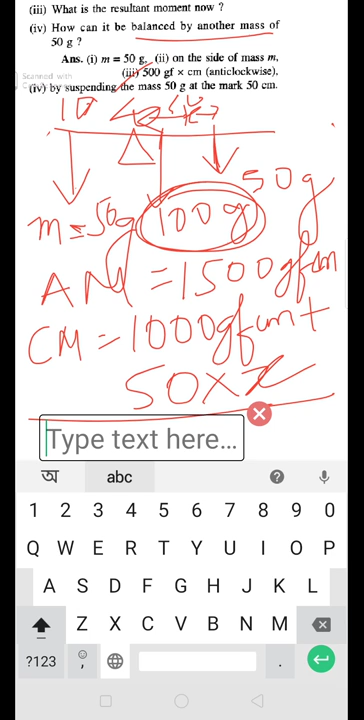 (iii) What is the resultant moment now ?
(iv) How can it be balanced by another mass of
50 g ?
Ans. (i) m = 50 g, (ii) on the side of mass m,
(iii) 500 gf × cm (anticlockwise),
(iv) by suspending the mass 50 g at the mark 50 cm.
Scanned with
10
50g
m = 50g
100g
AM = 1500gfcm
CM = 1000gfcm +
50 × x
Type text here...
অ abc
1 2 3 4 5 6 7 8 9 0
Q W E R T Y U I O P
A S D F G H J K L
Z X C V B N M
?123 , .